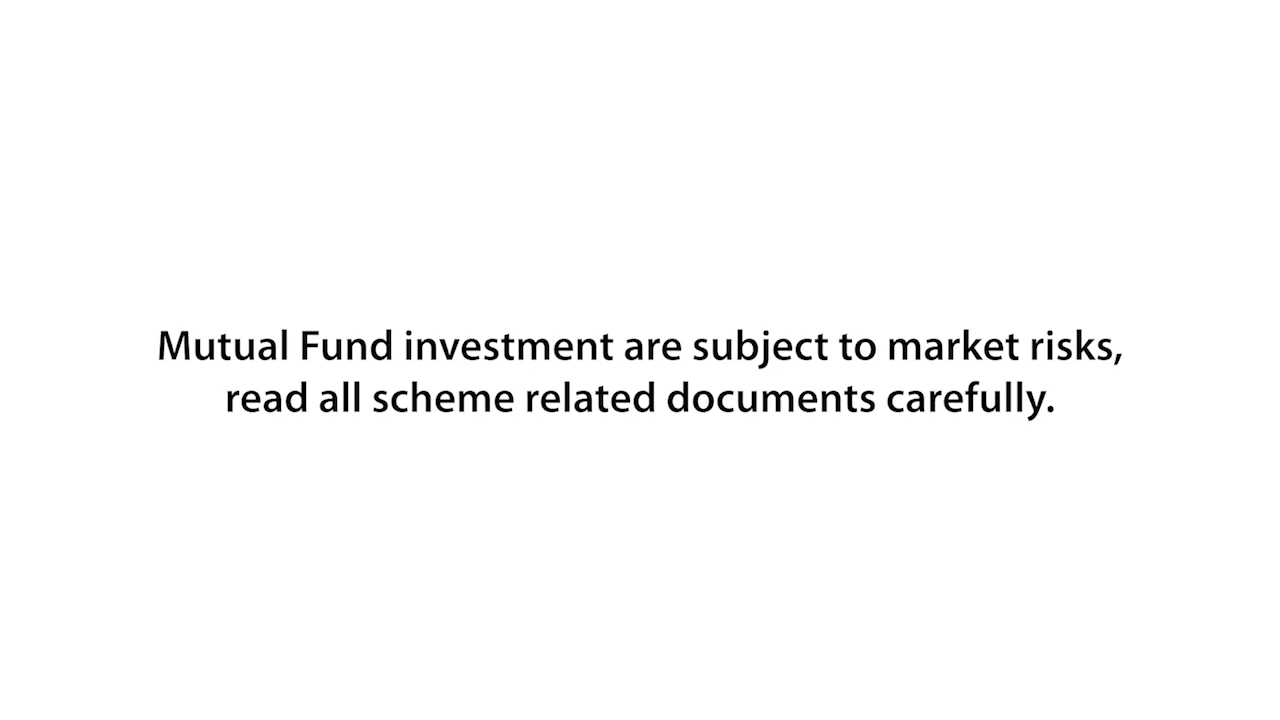 Mutual Fund investment are subject to market risks,
read all scheme related documents carefully.